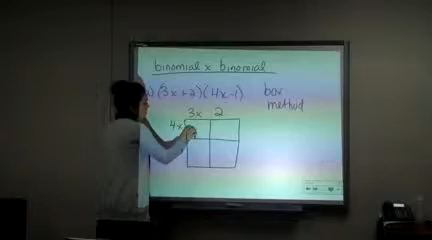 binomial x binomial
(3x+2)(4x-1)
box
method
3x 2
4x